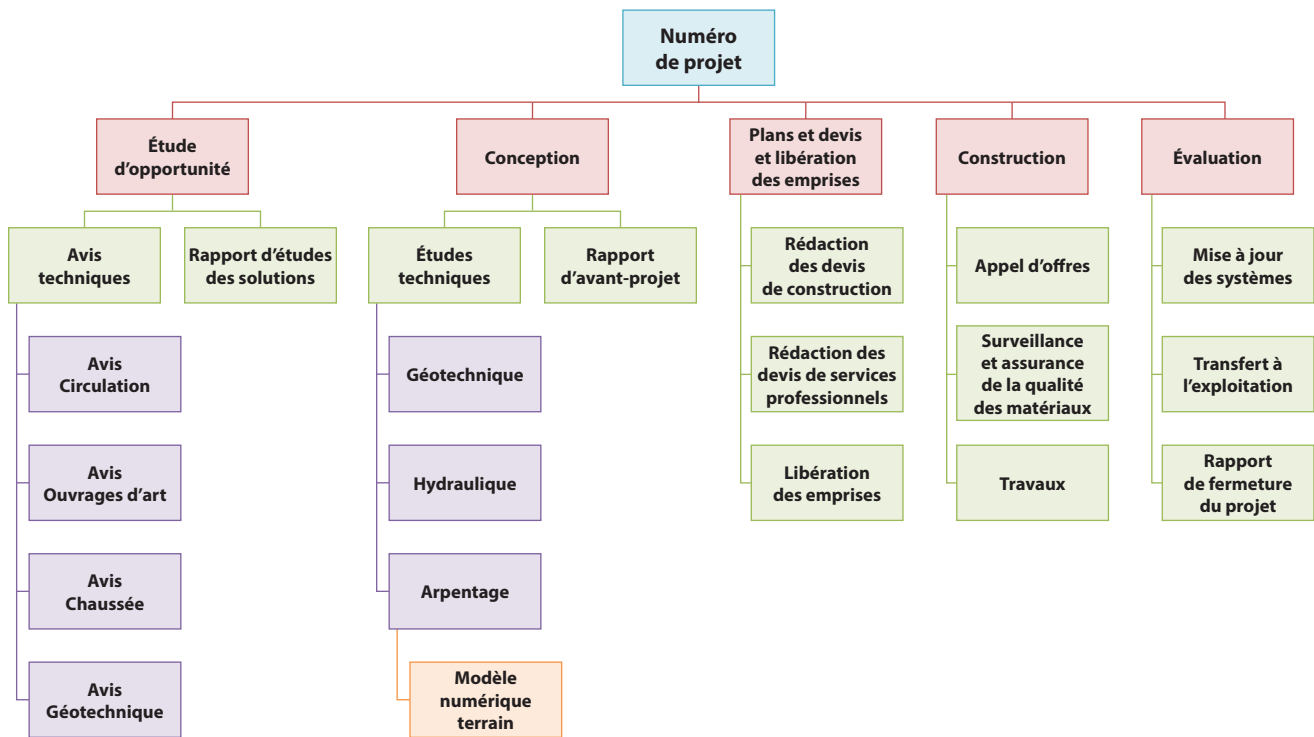 Numéro
de projet
Étude
d’opportunité
Conception
Plans et devis
et libération
des emprises
Construction
Évaluation
Avis
techniques
Rapport d’études
des solutions
Études
techniques
Rapport
d’avant-projet
Rédaction
des devis
de construction
Appel d’offres
Mise à jour
des systèmes
Avis
Circulation
Géotechnique
Rédaction des
devis de services
professionnels
Surveillance
et assurance
de la qualité
des matériaux
Transfert à
l’exploitation
Avis
Ouvrages d’art
Hydraulique
Libération
des emprises
Travaux
Rapport
de fermeture
du projet
Avis
Chaussée
Arpentage
Avis
Géotechnique
Modèle
numérique
terrain